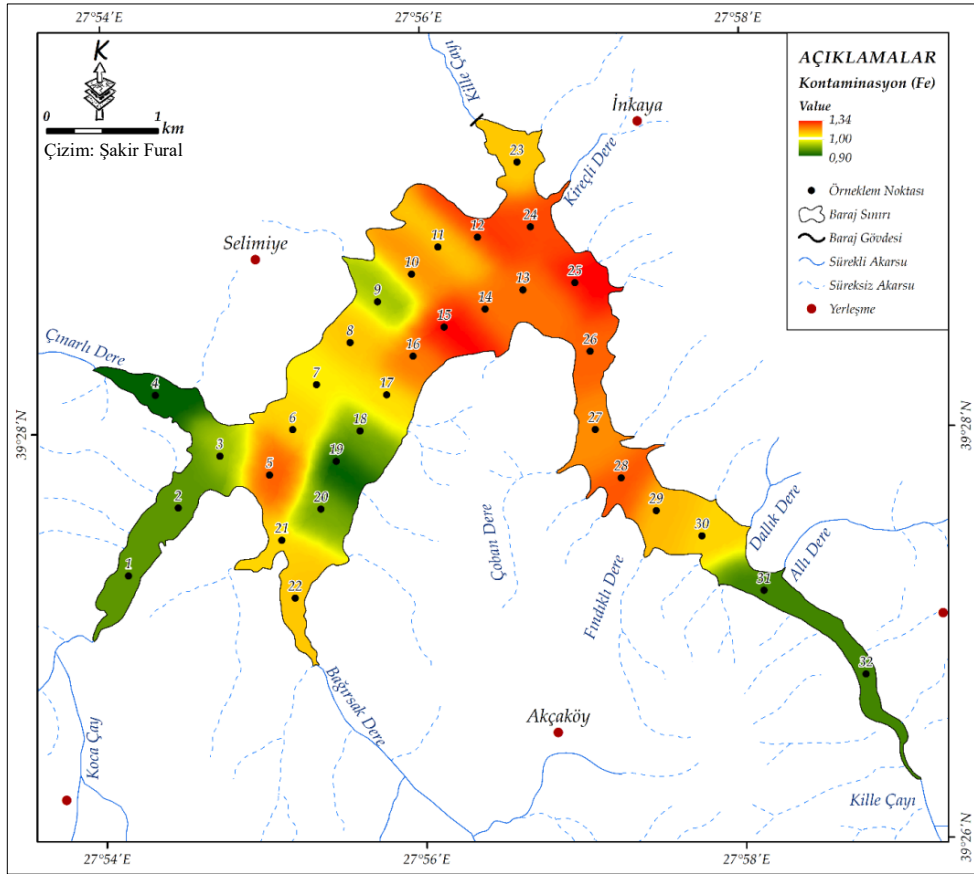 27°54'E
27°56'E
27°58'E
K
0 1
km
Çizim: Şakir Fural
AÇIKLAMALAR
Kontaminasyon (Fe)
Value
1,34
1,00
0,90
Örneklem Noktası
Baraj Sınırı
Baraj Gövdesi
Sürekli Akarsu
Süreksiz Akarsu
Yerleşme
Kille Çayı
İnkaya
Kireçli Dere
23
24
12
11
Selimiye
10
25
13
9
14
15
8
26
16
Çınarlı Dere
7
17
4
39°28'N
39°28'N
6
18
27
3
19
5
28
2
20
29
Dallık Dere
21
30
Allı Dere
Çoban Dere
1
31
22
Fındıklı Dere
32
Bağırsak Dere
Akçaköy
Koca Çay
Kille Çayı
39°26'N
27°54'E
27°56'E
27°58'E